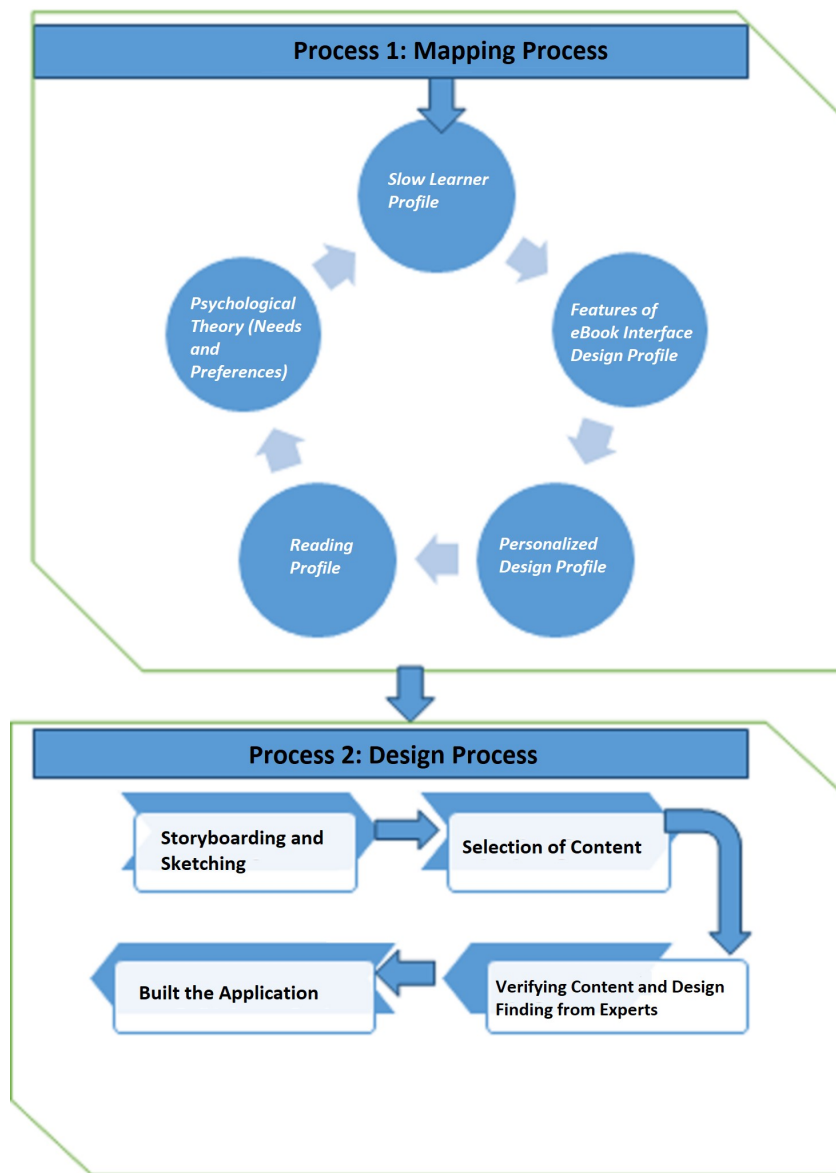 Process 1: Mapping Process
Slow Learner
Profile
Features of
eBook Interface
Design Profile
Personalized
Design Profile
Reading
Profile
Psychological
Theory (Needs
and
Preferences)
Process 2: Design Process
Storyboarding and
Sketching
Selection of Content
Verifying Content and Design
Finding from Experts
Built the Application